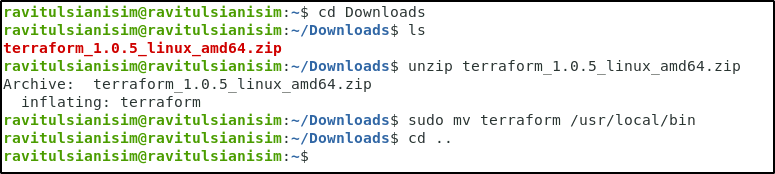 ravitulsianisim@ravitulsianisim:~$ cd Downloads
ravitulsianisim@ravitulsianisim:~/Downloads$ ls
terraform_1.0.5_linux_amd64.zip
ravitulsianisim@ravitulsianisim:~/Downloads$ unzip terraform_1.0.5_linux_amd64.zip
Archive:  terraform_1.0.5_linux_amd64.zip
  inflating: terraform
ravitulsianisim@ravitulsianisim:~/Downloads$ sudo mv terraform /usr/local/bin
ravitulsianisim@ravitulsianisim:~/Downloads$ cd ..
ravitulsianisim@ravitulsianisim:~$